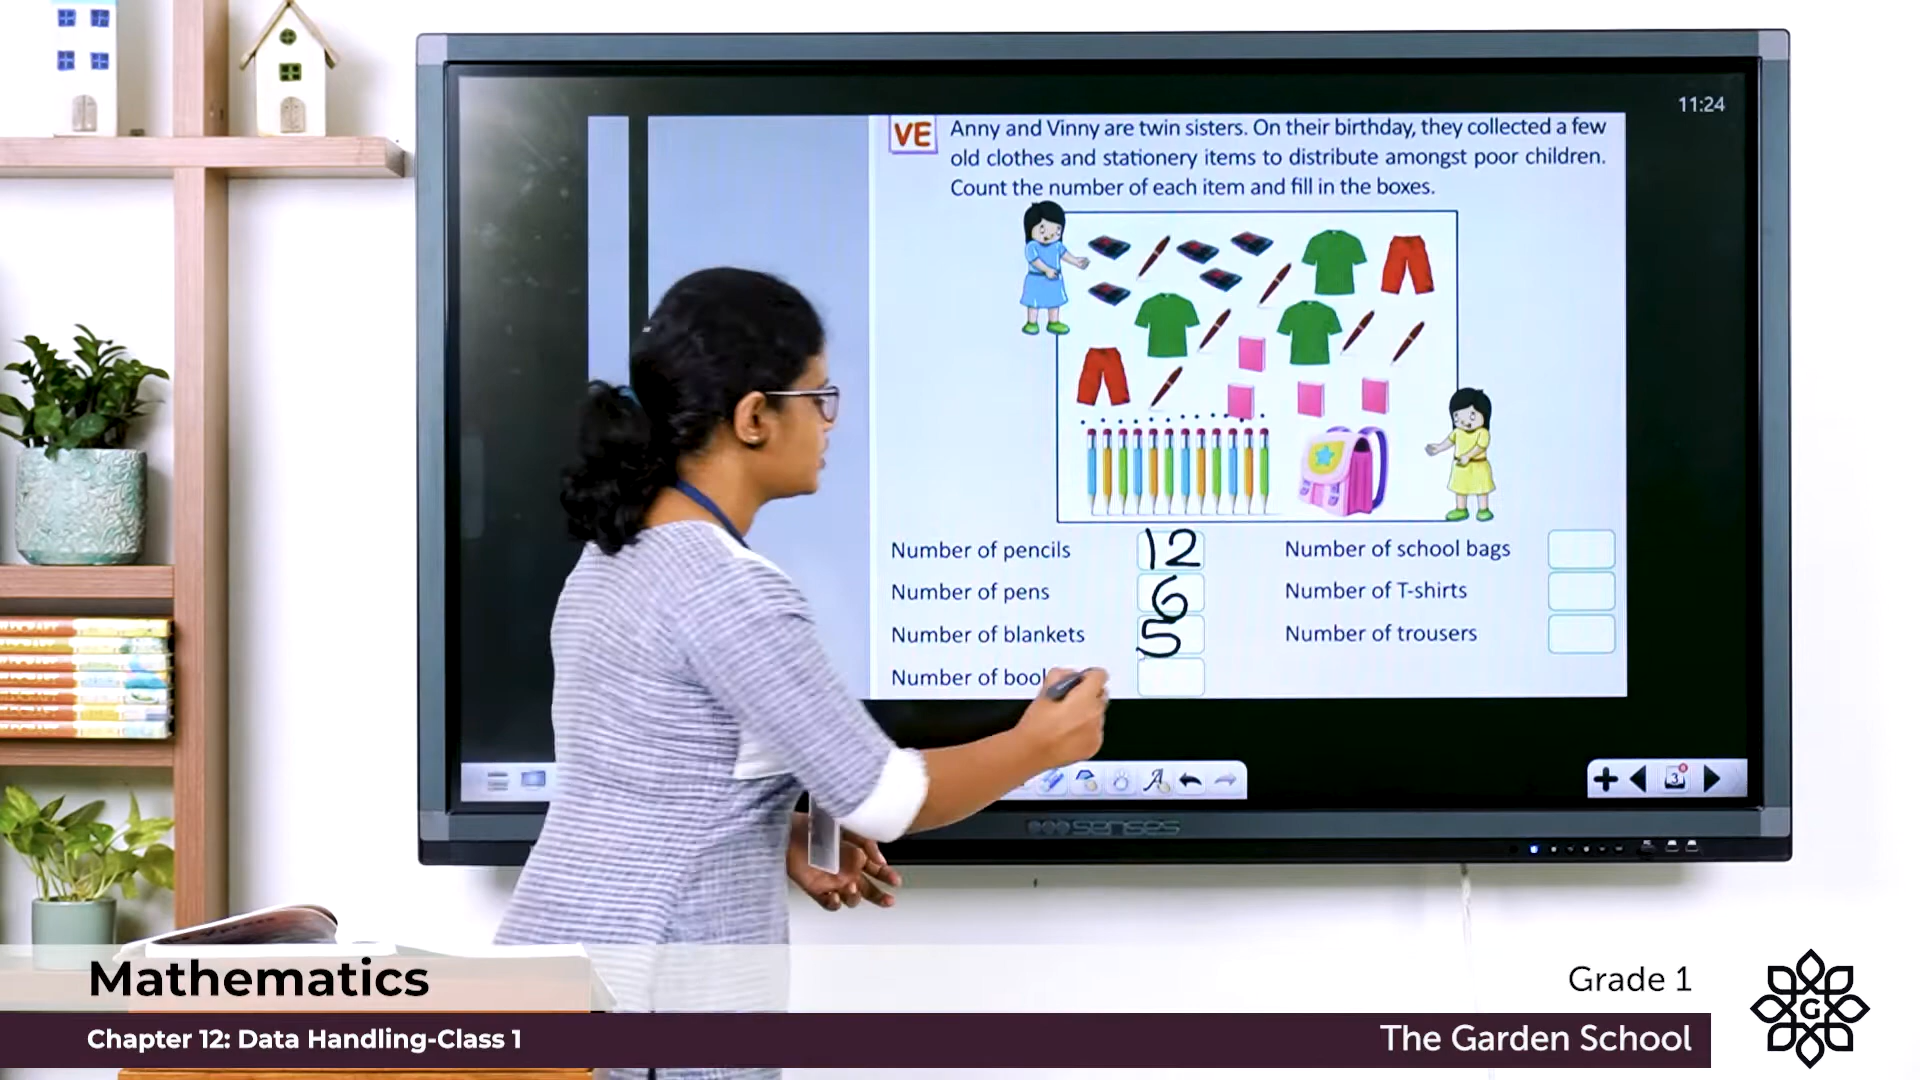 11:24
VE
Anny and Vinny are twin sisters. On their birthday, they collected a few
old clothes and stationery items to distribute amongst poor children.
Count the number of each item and fill in the boxes.
Number of pencils 12
Number of pens 6
Number of blankets 5
Number of
Number of school bags
Number of T-shirts
Number of trousers
3
senses
Mathematics
Chapter 12: Data Handling-Class 1
Grade 1
The Garden School
G